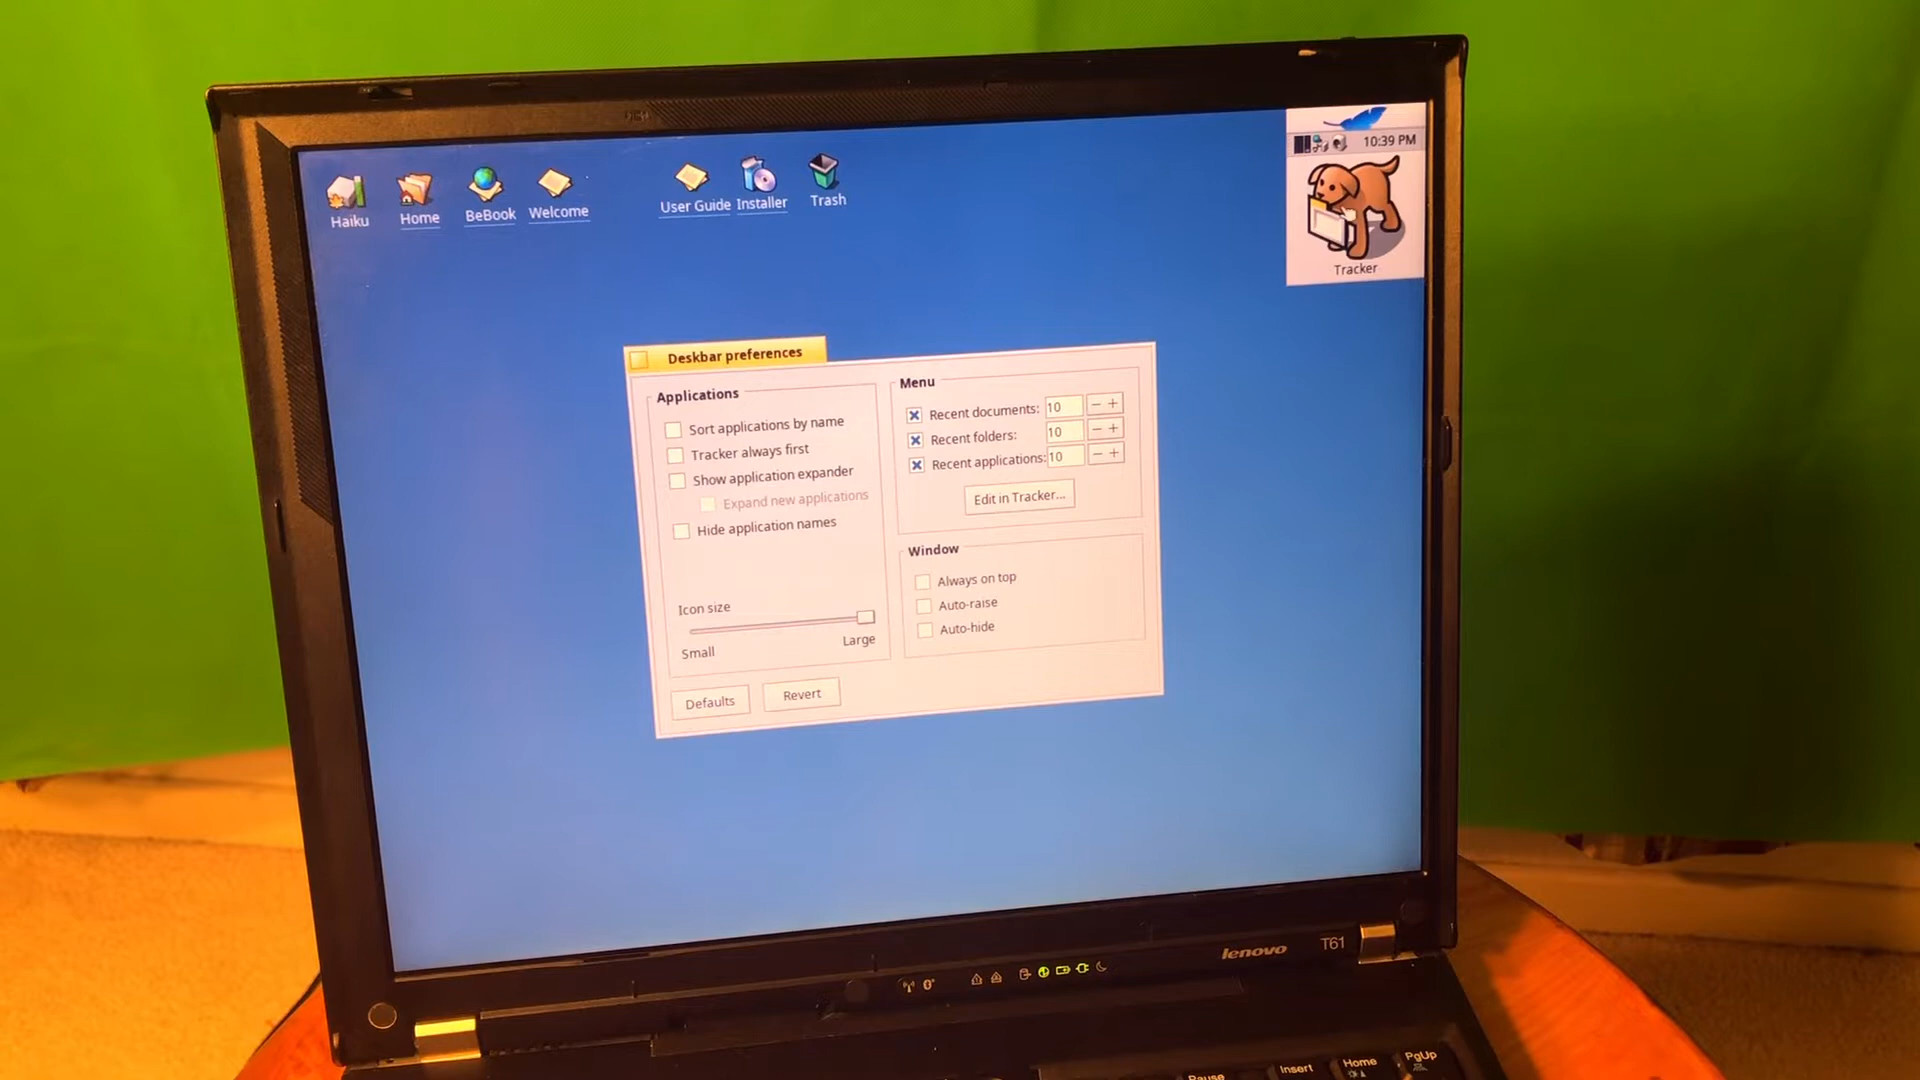 10:39 PM
Haiku
Home
BeBook
Welcome
User Guide
Installer
Trash
Tracker
Deskbar preferences
Applications
Sort applications by name
Tracker always first
Show application expander
Expand new applications
Hide application names
Icon size
Small
Large
Menu
Recent documents: 10 − +
Recent folders: 10 − +
Recent applications: 10 − +
Edit in Tracker...
Window
Always on top
Auto-raise
Auto-hide
Defaults
Revert
lenovo T61
Pause
Insert
Home
PgUp